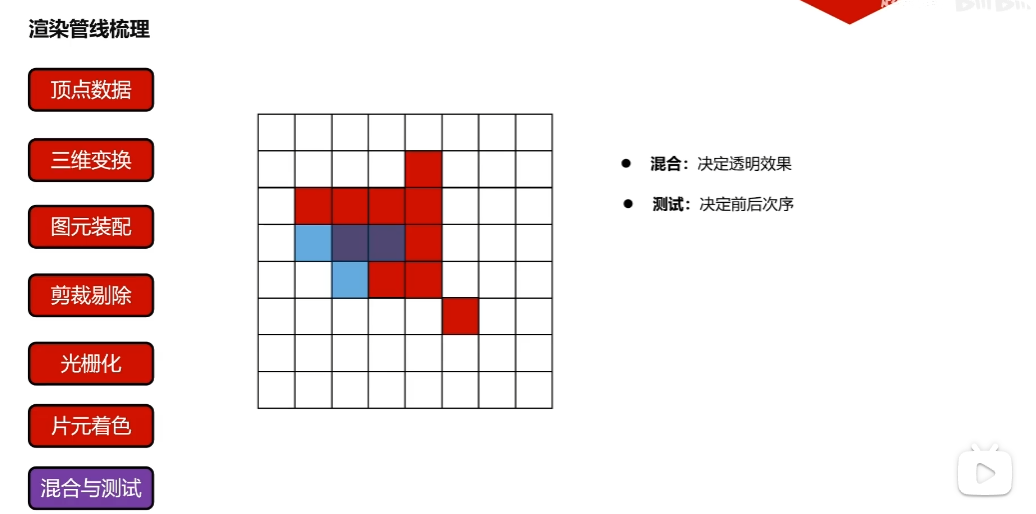 渲染管线梳理
顶点数据
三维变换
图元装配
剪裁剔除
光栅化
片元着色
混合与测试
混合：决定透明效果
测试：决定前后次序